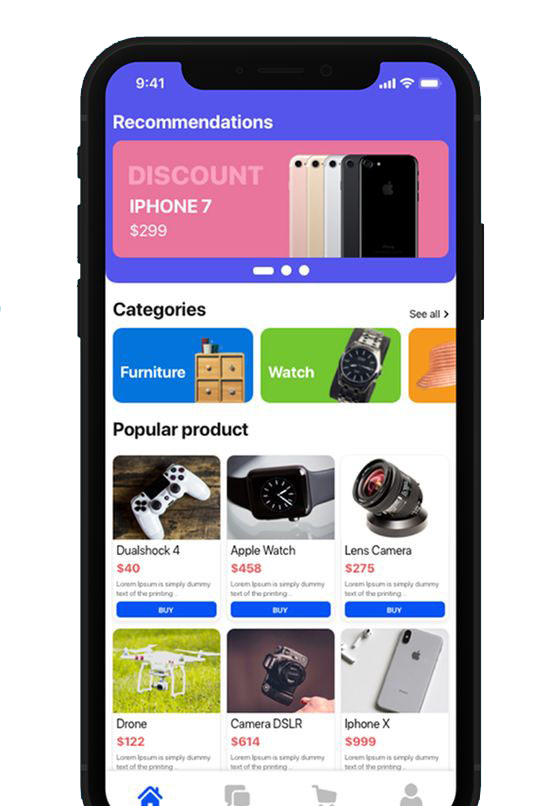 9:41
Recommendations
DISCOUNT
IPHONE 7
$299
Categories
See all
Furniture
Watch
Popular product
Dualshock 4
$40
Lorem Ipsum is simply dummy
text of the printing ..
BUY
Apple Watch
$458
Lorem Ipsum is simply dummy
text of the printing ..
BUY
Lens Camera
$275
Lorem Ipsum is simply dummy
text of the printing ..
BUY
Drone
$122
Lorem Ipsum is simply dummy
text of the printing ..
Camera DSLR
$614
Lorem Ipsum is simply dummy
text of the printing ..
Iphone X
$999
Lorem Ipsum is simply dummy
text of the printing ..